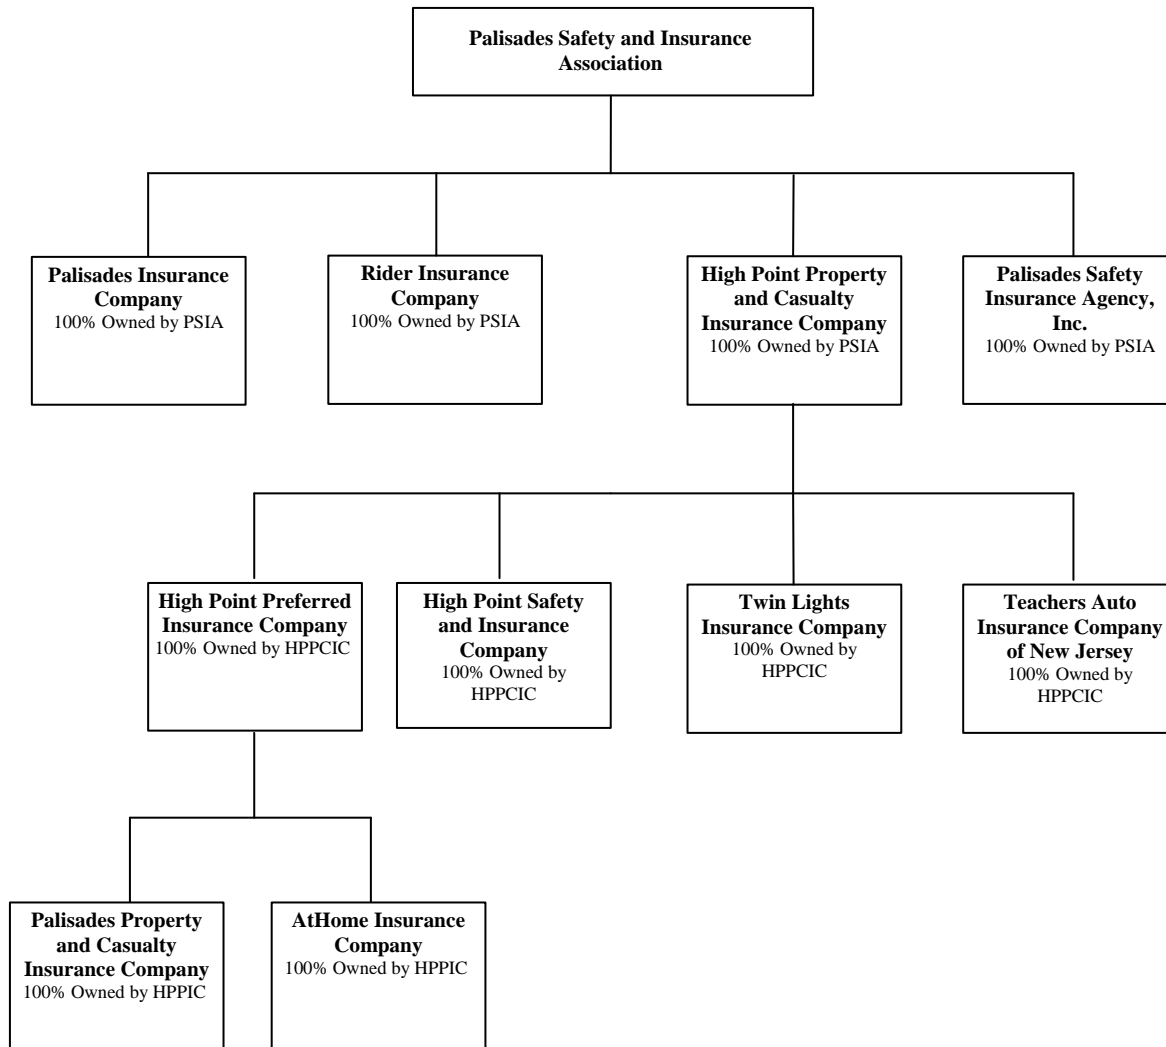 Palisades Safety and Insurance
Association
Palisades Insurance
Company
100% Owned by PSIA
Rider Insurance
Company
100% Owned by PSIA
High Point Property
and Casualty
Insurance Company
100% Owned by PSIA
Palisades Safety
Insurance Agency,
Inc.
100% Owned by PSIA
High Point Preferred
Insurance Company
100% Owned by HPPCIC
High Point Safety
and Insurance
Company
100% Owned by
HPPCIC
Twin Lights
Insurance Company
100% Owned by
HPPCIC
Teachers Auto
Insurance Company
of New Jersey
100% Owned by
HPPCIC
Palisades Property
and Casualty
Insurance Company
100% Owned by HPPIC
AtHome Insurance
Company
100% Owned by HPPIC